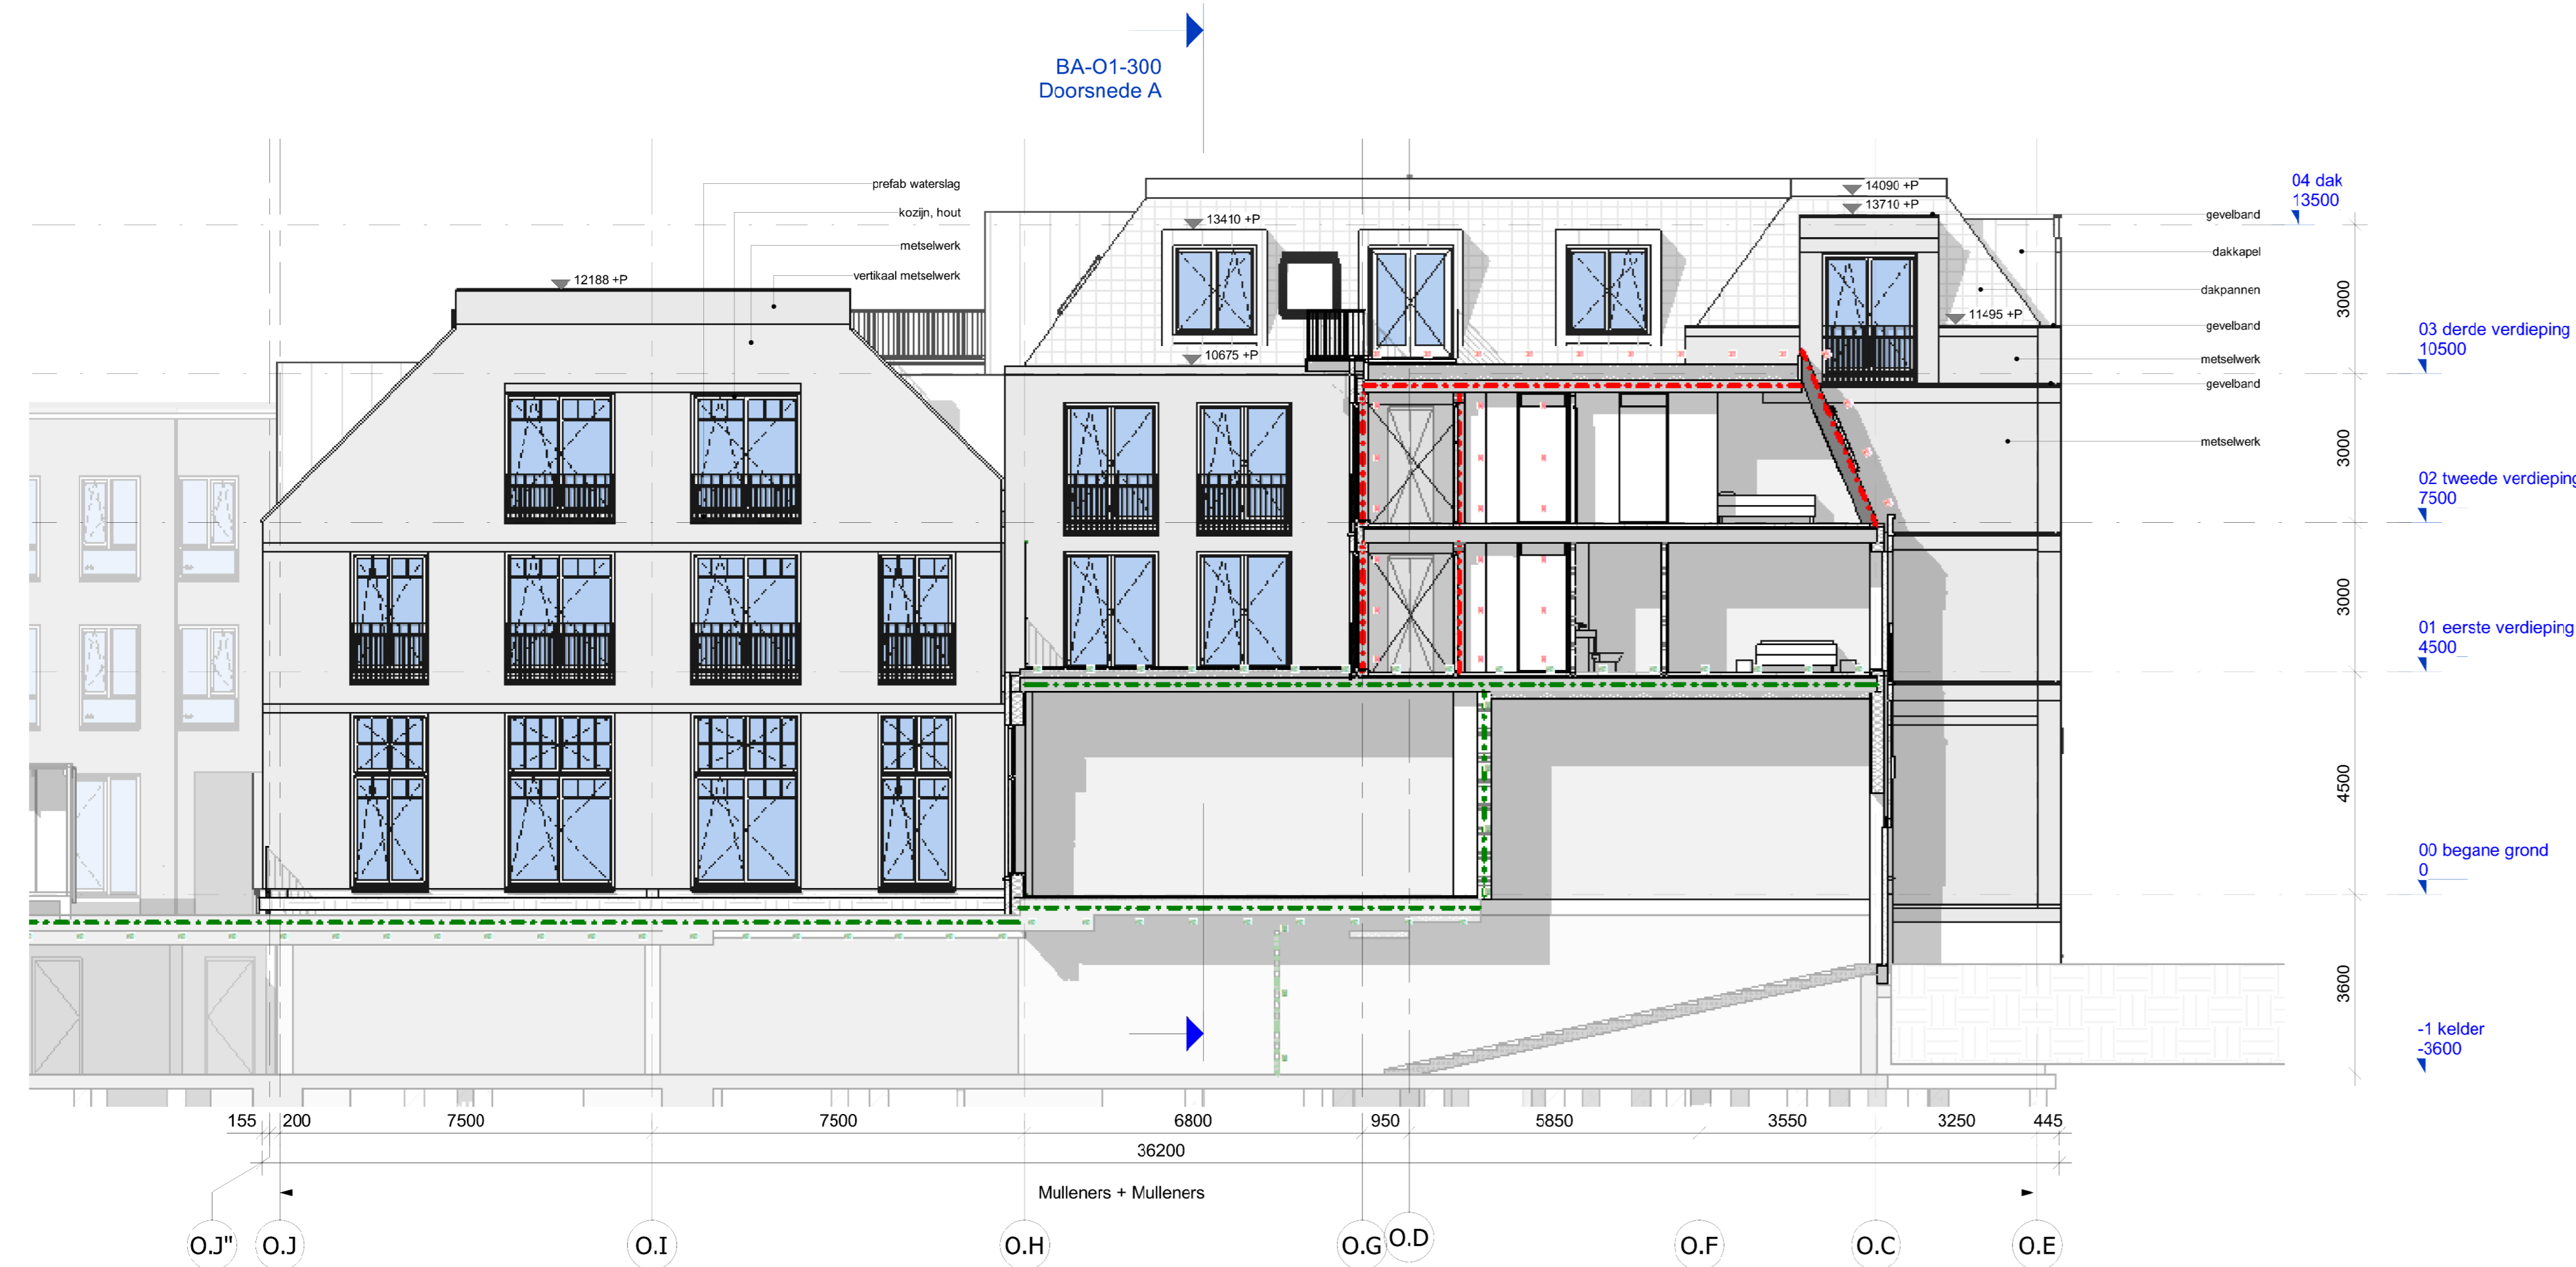 BA-O1-300
Doorsnede A
prefab waterslag
kozijn, hout
metselwerk
vertikaal metselwerk
12188 +P
13410 +P
10675 +P
14090 +P
13710 +P
11495 +P
gevelband
dakkapel
dakpannen
gevelband
metselwerk
gevelband
metselwerk
04 dak
13500
03 derde verdieping
10500
02 tweede verdieping
7500
01 eerste verdieping
4500
00 begane grond
0
-1 kelder
-3600
3000
3000
3000
4500
3600
155 200 7500 7500 6800 950 5850 3550 3250 445
36200
Mulleners + Mulleners
O.J" O.J O.I O.H O.G O.D O.F O.C O.E